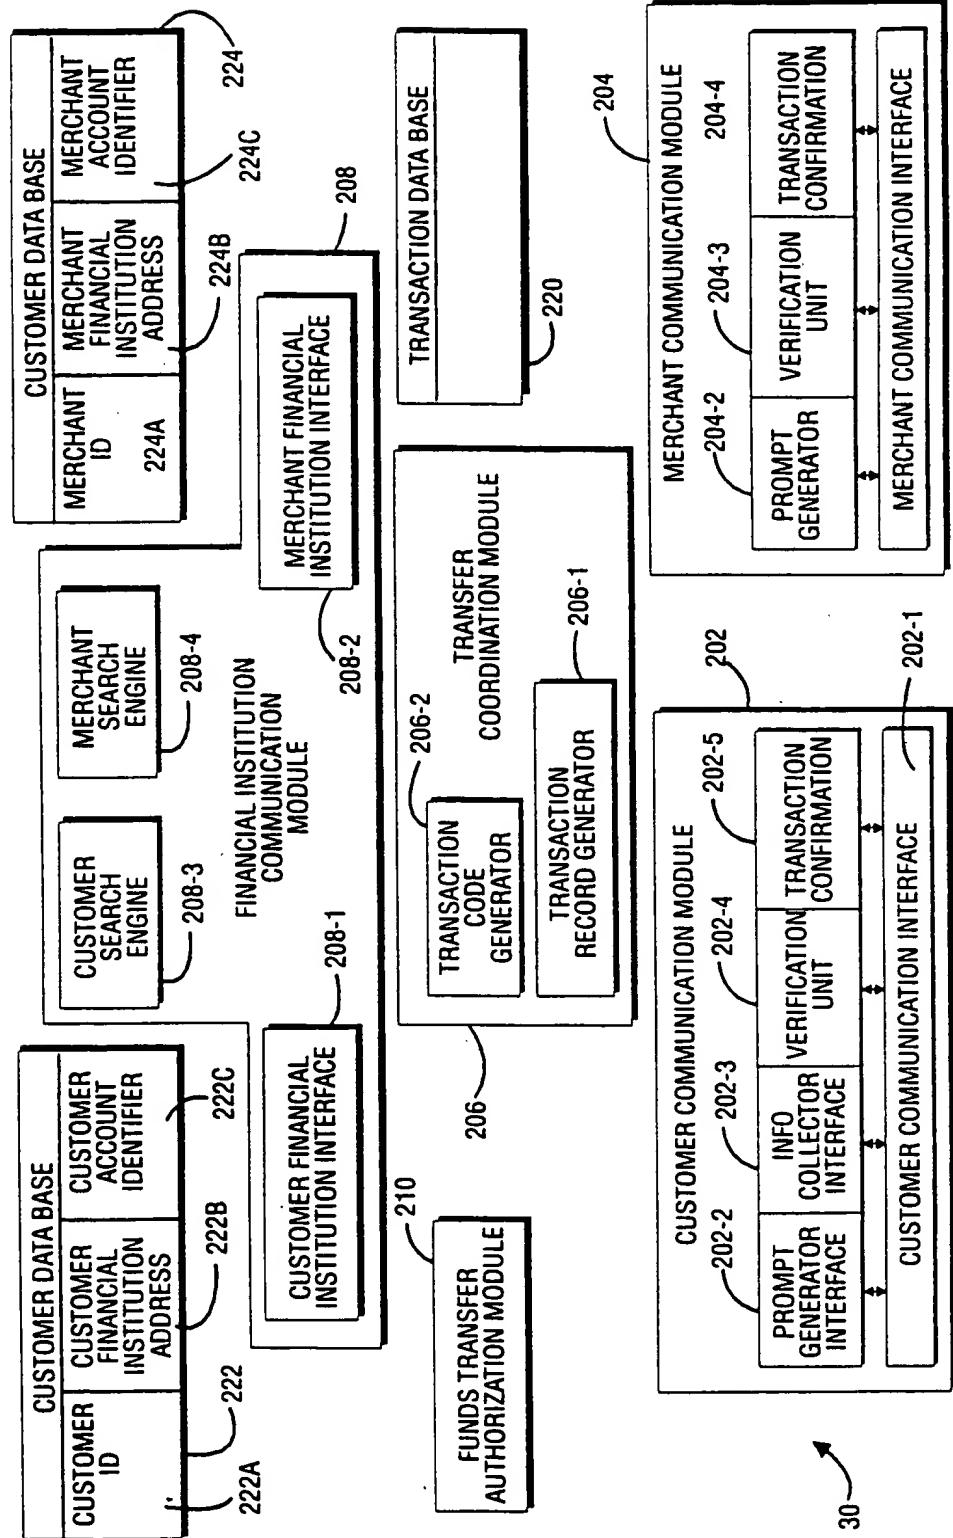 CUSTOMER DATA BASE
CUSTOMER
ID
CUSTOMER
FINANCIAL
INSTITUTION
ADDRESS
CUSTOMER
ACCOUNT
IDENTIFIER
222A
222
222B
222C
CUSTOMER
SEARCH
ENGINE
208-3
MERCHANT
SEARCH
ENGINE
208-4
FINANCIAL INSTITUTION
COMMUNICATION
MODULE
CUSTOMER FINANCIAL
INSTITUTION INTERFACE
208-1
MERCHANT FINANCIAL
INSTITUTION INTERFACE
208-2
208
CUSTOMER DATA BASE
MERCHANT
ID
224A
MERCHANT
FINANCIAL
INSTITUTION
ADDRESS
224B
MERCHANT
ACCOUNT
IDENTIFIER
224C
224
FUNDS TRANSFER
AUTHORIZATION MODULE
210
206
TRANSACTION
CODE
GENERATOR
206-2
TRANSFER
COORDINATION MODULE
TRANSACTION
RECORD GENERATOR
206-1
TRANSACTION DATA BASE
220
30
CUSTOMER COMMUNICATION MODULE
202
202-2
202-3
202-4
202-5
PROMPT
GENERATOR
INTERFACE
INFO
COLLECTOR
INTERFACE
VERIFICATION
UNIT
TRANSACTION
CONFIRMATION
CUSTOMER COMMUNICATION INTERFACE
202-1
MERCHANT COMMUNICATION MODULE
204
204-2
204-3
204-4
PROMPT
GENERATOR
VERIFICATION
UNIT
TRANSACTION
CONFIRMATION
MERCHANT COMMUNICATION INTERFACE